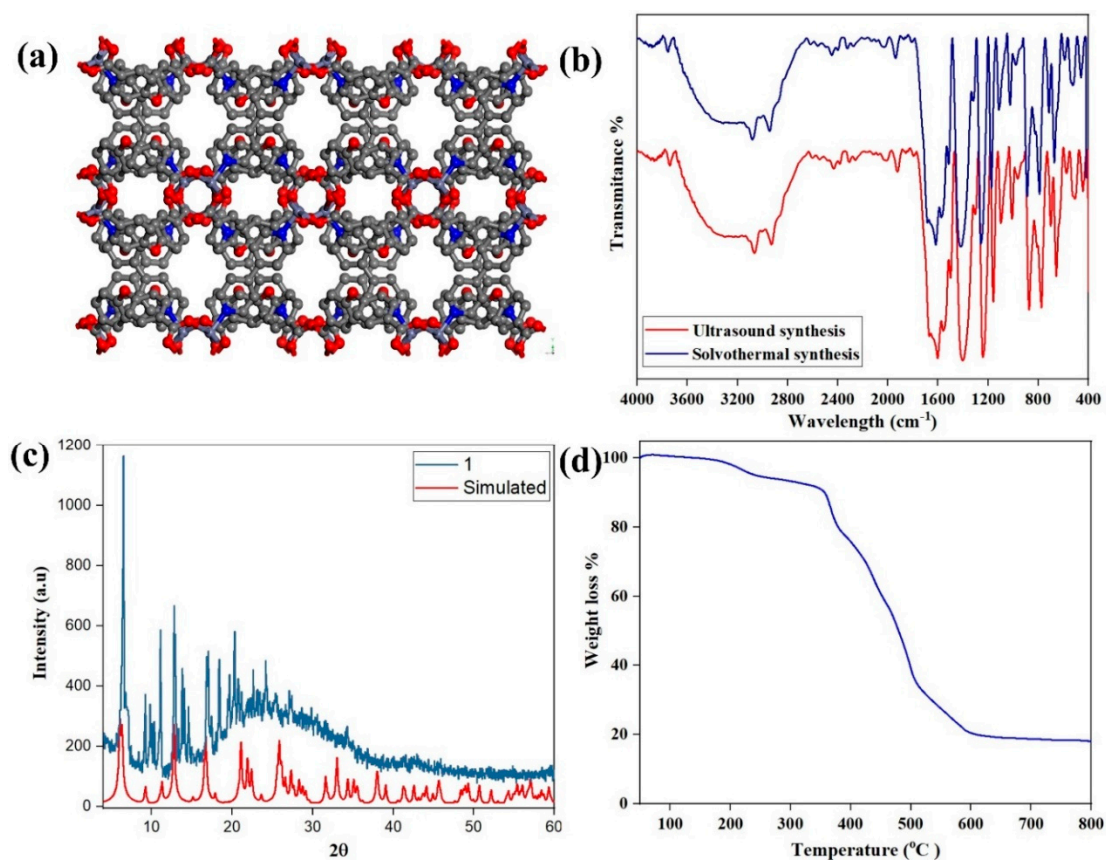 (a)
(b)
Transmitance %
Ultrasound synthesis
Solvothermal synthesis
4000 3600 3200 2800 2400 2000 1600 1200 800 400
Wavelength (cm⁻¹)
(c)
1200
1000
800
600
400
200
0
Intensity (a.u)
1
Simulated
10 20 30 40 50 60
2θ
(d)
100
80
60
40
20
0
Weight loss %
100 200 300 400 500 600 700 800
Temperature (°C )